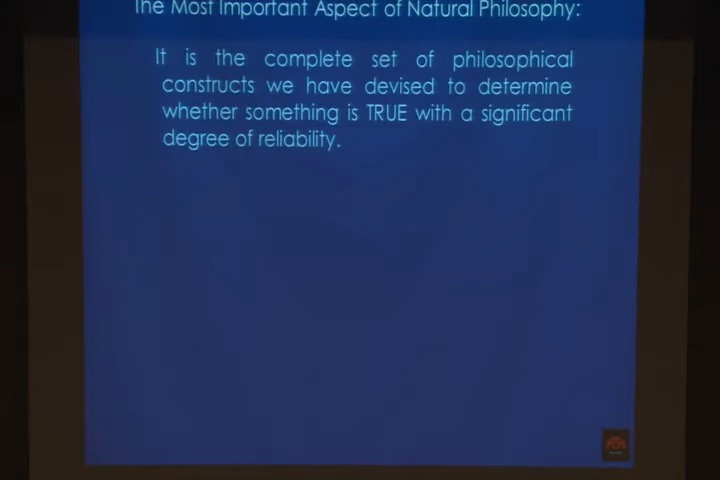 The Most Important Aspect of Natural Philosophy:
It is the complete set of philosophical
constructs we have devised to determine
whether something is TRUE with a significant
degree of reliability.